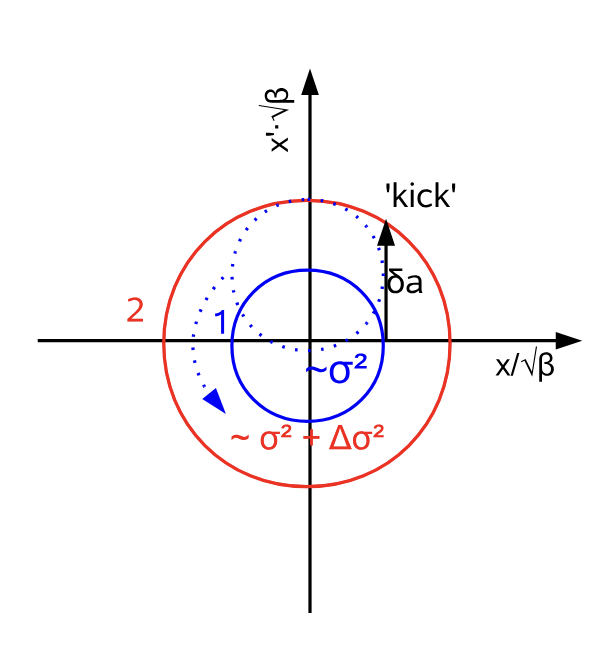 x'·√β
'kick'
δa
2
1
x/√β
~σ²
~ σ² + Δσ²